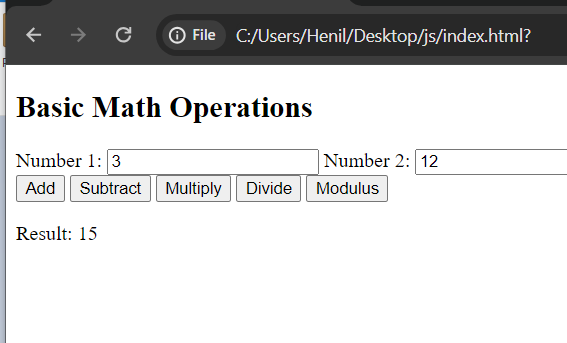 File C:/Users/Henil/Desktop/js/index.html?
Basic Math Operations
Number 1: 3 Number 2: 12
Add Subtract Multiply Divide Modulus
Result: 15